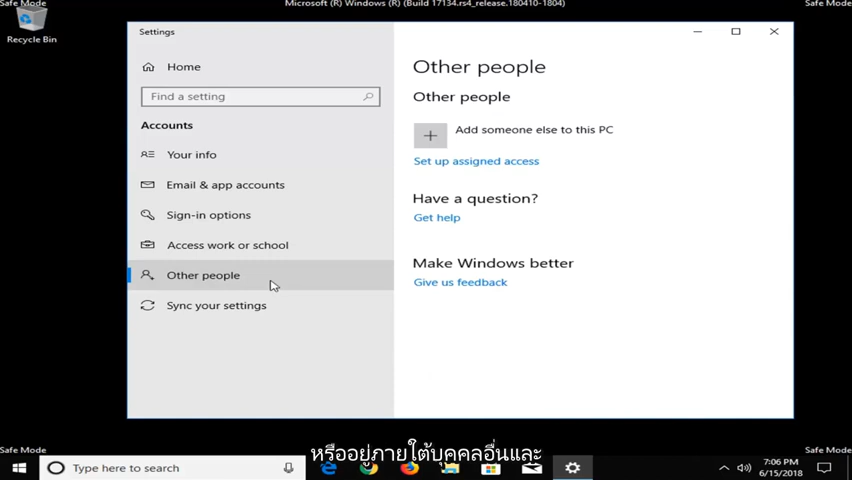 Safe Mode
Microsoft (R) Windows (R) (Build 17134.rs4_release.180410-1804)
Safe Mode
Recycle Bin
Settings
Home
Find a setting
Accounts
Your info
Email & app accounts
Sign-in options
Access work or school
Other people
Sync your settings
Other people
Other people
Add someone else to this PC
Set up assigned access
Have a question?
Get help
Make Windows better
Give us feedback
หรืออยู่ภายใต้บุคคลอื่นและ
Safe Mode
Safe Mode
Type here to search
7:06 PM
6/15/2018